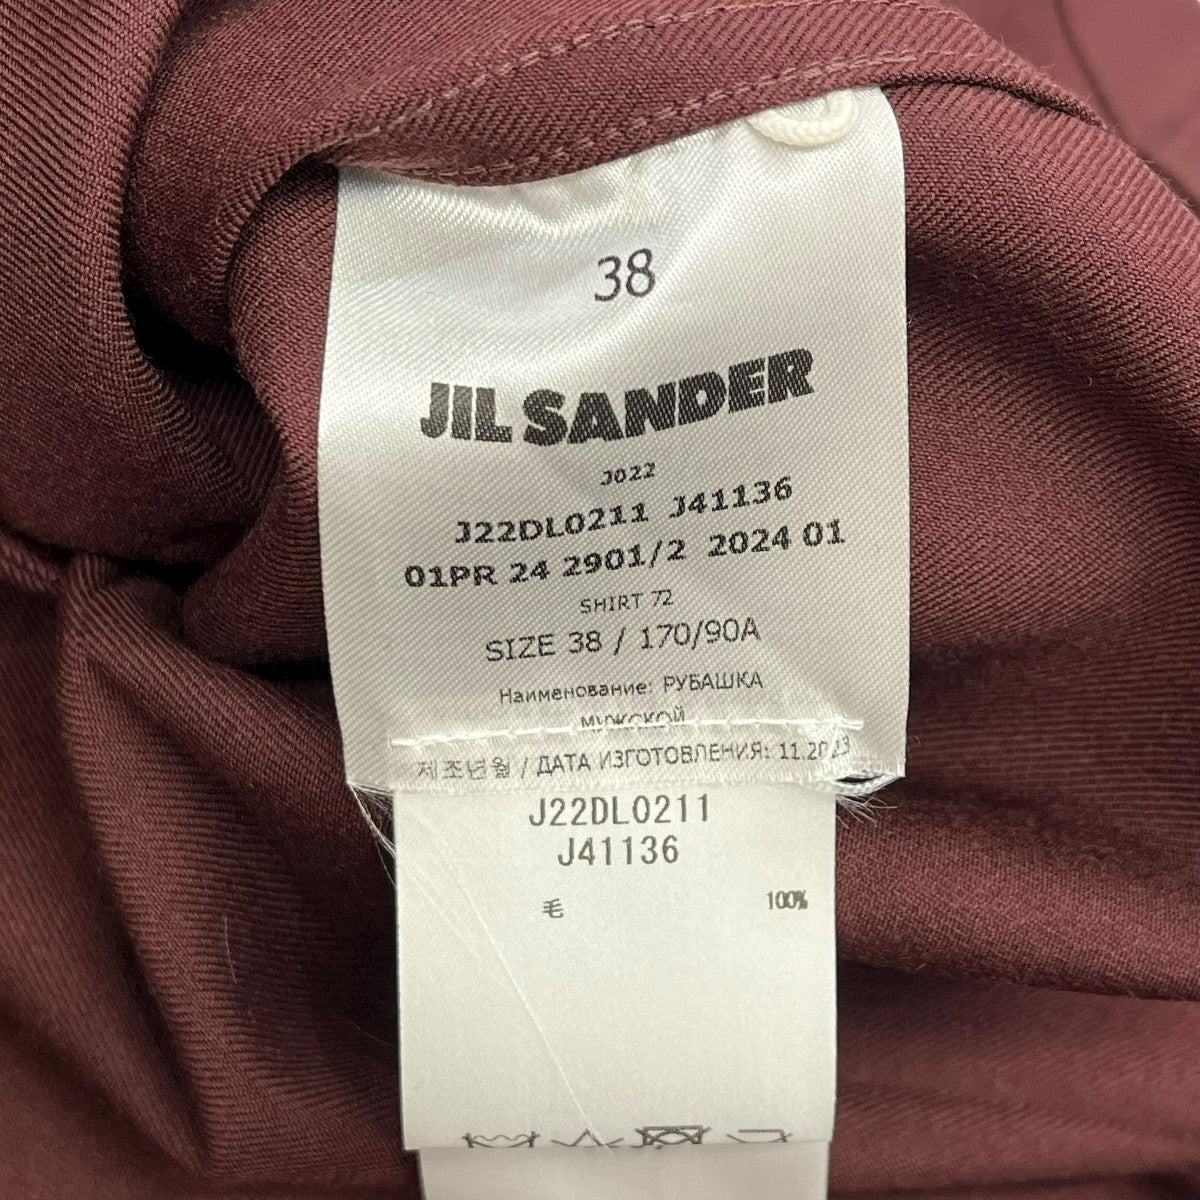 38
JIL SANDER
J022
J22DL0211 J41136
01PR 24 2901/2 2024 01
SHIRT 72
SIZE 38 / 170/90A
Наименование: РУБАШКА
МУЖСКОЙ
제조년월 / ДАТА ИЗГОТОВЛЕНИЯ: 11.2023
J22DL0211
J41136
毛 100%